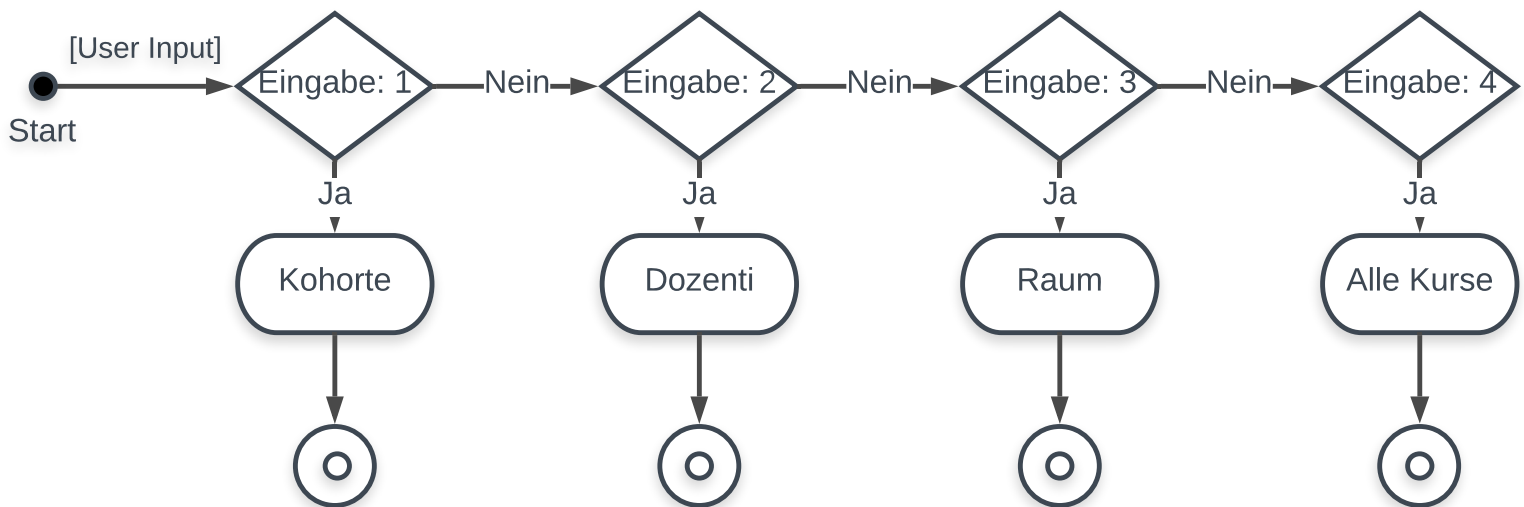 [User Input]
Start
Eingabe: 1
Nein
Eingabe: 2
Nein
Eingabe: 3
Nein
Eingabe: 4
Ja
Ja
Ja
Ja
Kohorte
Dozenti
Raum
Alle Kurse